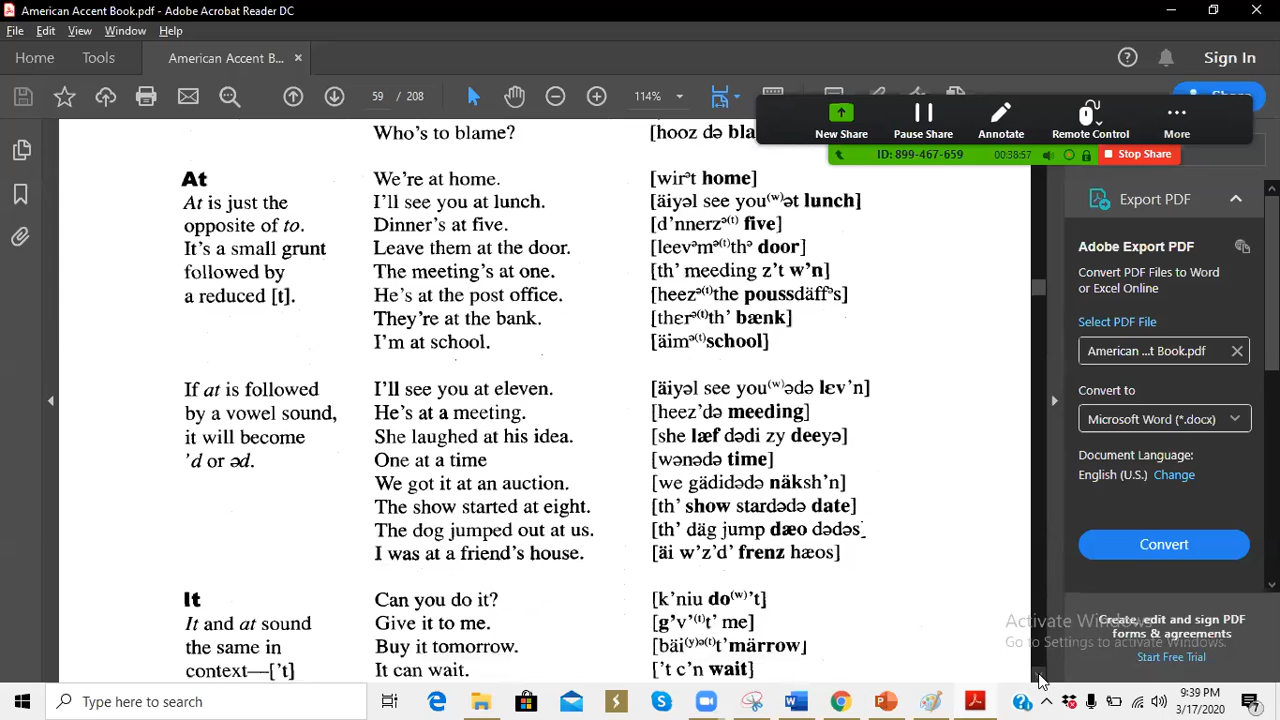 American Accent Book.pdf - Adobe Acrobat Reader DC
File Edit View Window Help
Home Tools American Accent B... × Sign In
59 / 208 114% Share
New Share Pause Share Annotate Remote Control More
ID: 899-467-659 00:38:57 Stop Share
Who's to blame? [hooz də bla
At We're at home. [wirᵊt home]
At is just the I'll see you at lunch. [äiyəl see you⁽ʷ⁾ət lunch]
opposite of to. Dinner's at five. [d'nnerzᵊ⁽ᵗ⁾ five]
It's a small grunt Leave them at the door. [leevᵊmᵊ⁽ᵗ⁾thᵊ door]
followed by The meeting's at one. [th' meeding z't w'n]
a reduced [t]. He's at the post office. [heezᵊ⁽ᵗ⁾the poussdäffᵊs]
They're at the bank. [thɛrᵊ⁽ᵗ⁾th' bænk]
I'm at school. [äimᵊ⁽ᵗ⁾school]
If at is followed I'll see you at eleven. [äiyəl see you⁽ʷ⁾ədə lɛv'n]
by a vowel sound, He's at a meeting. [heez'də meeding]
it will become She laughed at his idea. [she læf dədi zy deeyə]
'd or əd. One at a time [wənədə time]
We got it at an auction. [we gädidədə näksh'n]
The show started at eight. [th' show stardədə date]
The dog jumped out at us. [th' däg jump dæo dədəs]
I was at a friend's house. [äi w'z'd' frenz hæos]
It Can you do it? [k'niu do⁽ʷ⁾'t]
It and at sound Give it to me. [g'v'⁽ᵗ⁾t' me]
the same in Buy it tomorrow. [bäi⁽ʸ⁾ᵊ⁽ᵗ⁾t'märrow]
context—['t] It can wait. ['t c'n wait]
Export PDF
Adobe Export PDF
Convert PDF Files to Word
or Excel Online
Select PDF File
American ...t Book.pdf
Convert to
Microsoft Word (*.docx)
Document Language:
English (U.S.) Change
Convert
Activate Windows
Go to Settings to activate Windows.
Create, edit and sign PDF
forms & agreements
Start Free Trial
Type here to search
9:39 PM
3/17/2020